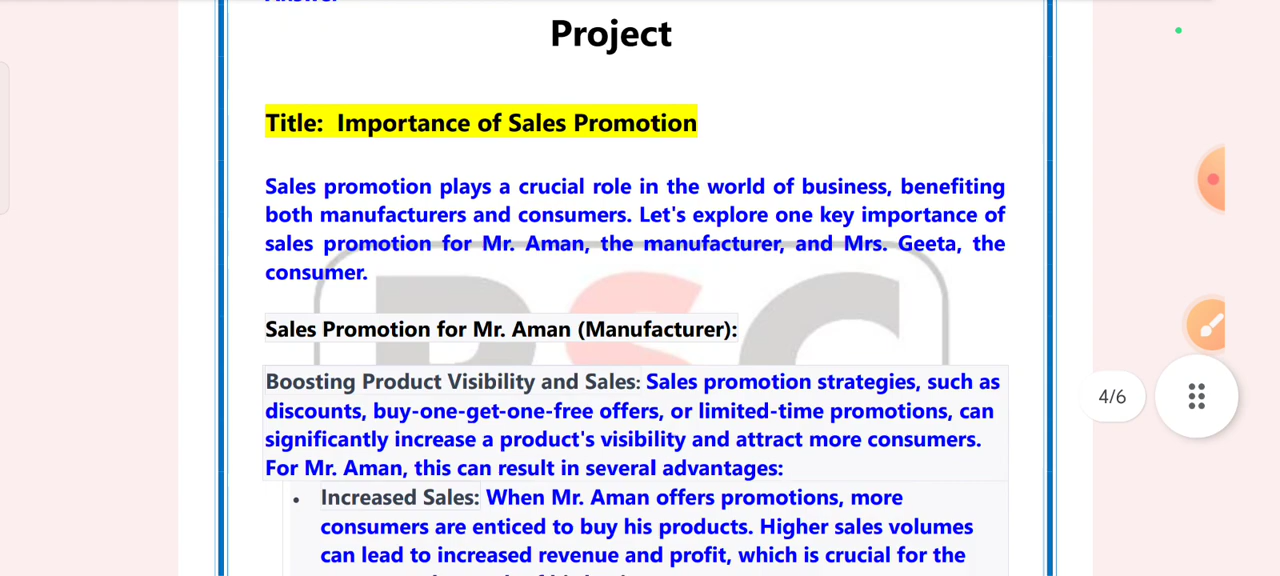 Project
Title: Importance of Sales Promotion
Sales promotion plays a crucial role in the world of business, benefiting
both manufacturers and consumers. Let's explore one key importance of
sales promotion for Mr. Aman, the manufacturer, and Mrs. Geeta, the
consumer.
Sales Promotion for Mr. Aman (Manufacturer):
Boosting Product Visibility and Sales: Sales promotion strategies, such as
discounts, buy-one-get-one-free offers, or limited-time promotions, can
significantly increase a product's visibility and attract more consumers.
For Mr. Aman, this can result in several advantages:
• Increased Sales: When Mr. Aman offers promotions, more
consumers are enticed to buy his products. Higher sales volumes
can lead to increased revenue and profit, which is crucial for the
4/6